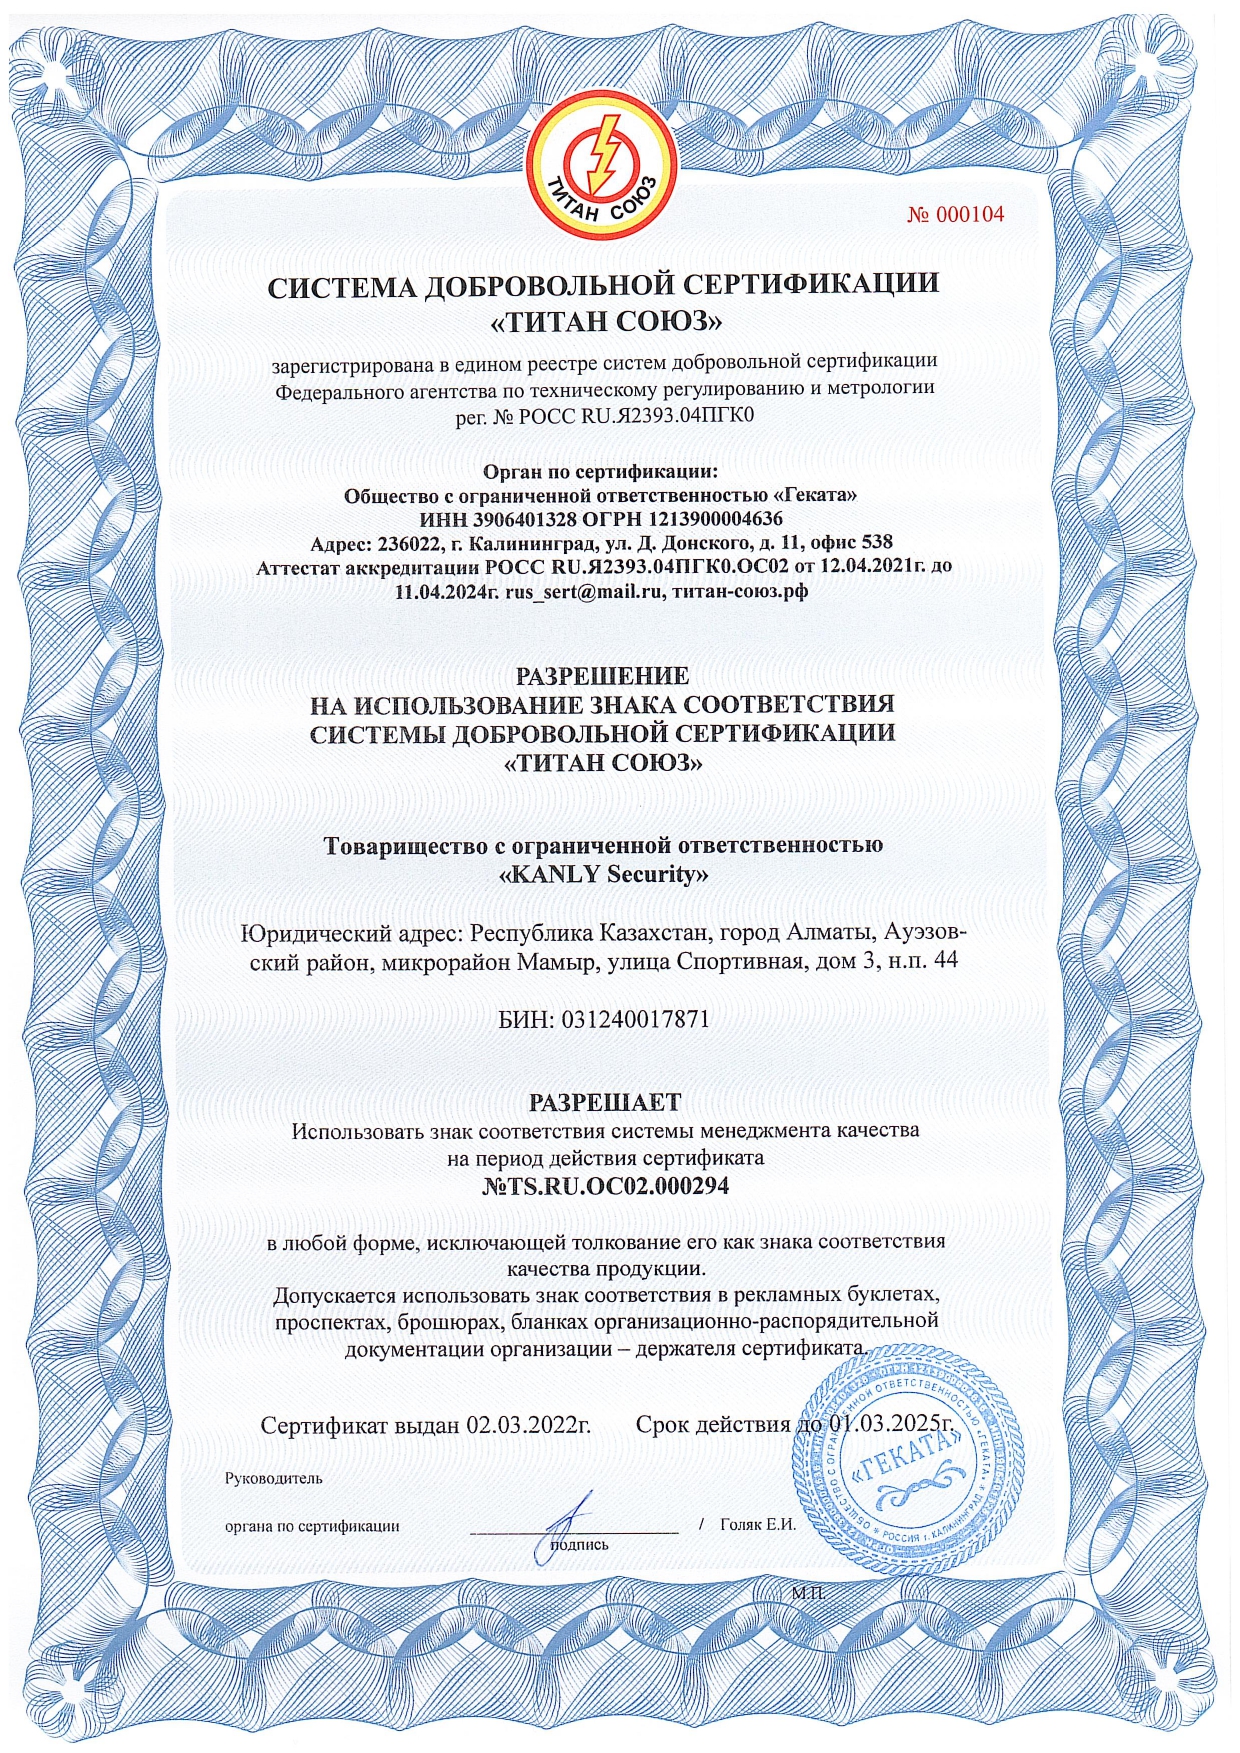 ТИТАН СОЮЗ
№ 000104
СИСТЕМА ДОБРОВОЛЬНОЙ СЕРТИФИКАЦИИ
«ТИТАН СОЮЗ»
зарегистрирована в едином реестре систем добровольной сертификации
Федерального агентства по техническому регулированию и метрологии
рег. № РОСС RU.Я2393.04ПГК0
Орган по сертификации:
Общество с ограниченной ответственностью «Геката»
ИНН 3906401328 ОГРН 1213900004636
Адрес: 236022, г. Калининград, ул. Д. Донского, д. 11, офис 538
Аттестат аккредитации РОСС RU.Я2393.04ПГК0.ОС02 от 12.04.2021г. до
11.04.2024г. rus_sert@mail.ru, титан-союз.рф
РАЗРЕШЕНИЕ
НА ИСПОЛЬЗОВАНИЕ ЗНАКА СООТВЕТСТВИЯ
СИСТЕМЫ ДОБРОВОЛЬНОЙ СЕРТИФИКАЦИИ
«ТИТАН СОЮЗ»
Товарищество с ограниченной ответственностью
«KANLY Security»
Юридический адрес: Республика Казахстан, город Алматы, Ауэзов-
ский район, микрорайон Мамыр, улица Спортивная, дом 3, н.п. 44
БИН: 031240017871
РАЗРЕШАЕТ
Использовать знак соответствия системы менеджмента качества
на период действия сертификата
№TS.RU.ОС02.000294
в любой форме, исключающей толкование его как знака соответствия
качества продукции.
Допускается использовать знак соответствия в рекламных буклетах,
проспектах, брошюрах, бланках организационно-распорядительной
документации организации – держателя сертификата.
Сертификат выдан 02.03.2022г. Срок действия до 01.03.2025г.
Руководитель
органа по сертификации / Голяк Е.И.
подпись
М.П.
ОБЩЕСТВО С ОГРАНИЧЕННОЙ ОТВЕТСТВЕННОСТЬЮ «ГЕКАТА»
РОССИЯ г. КАЛИНИНГРАД
«ГЕКАТА»